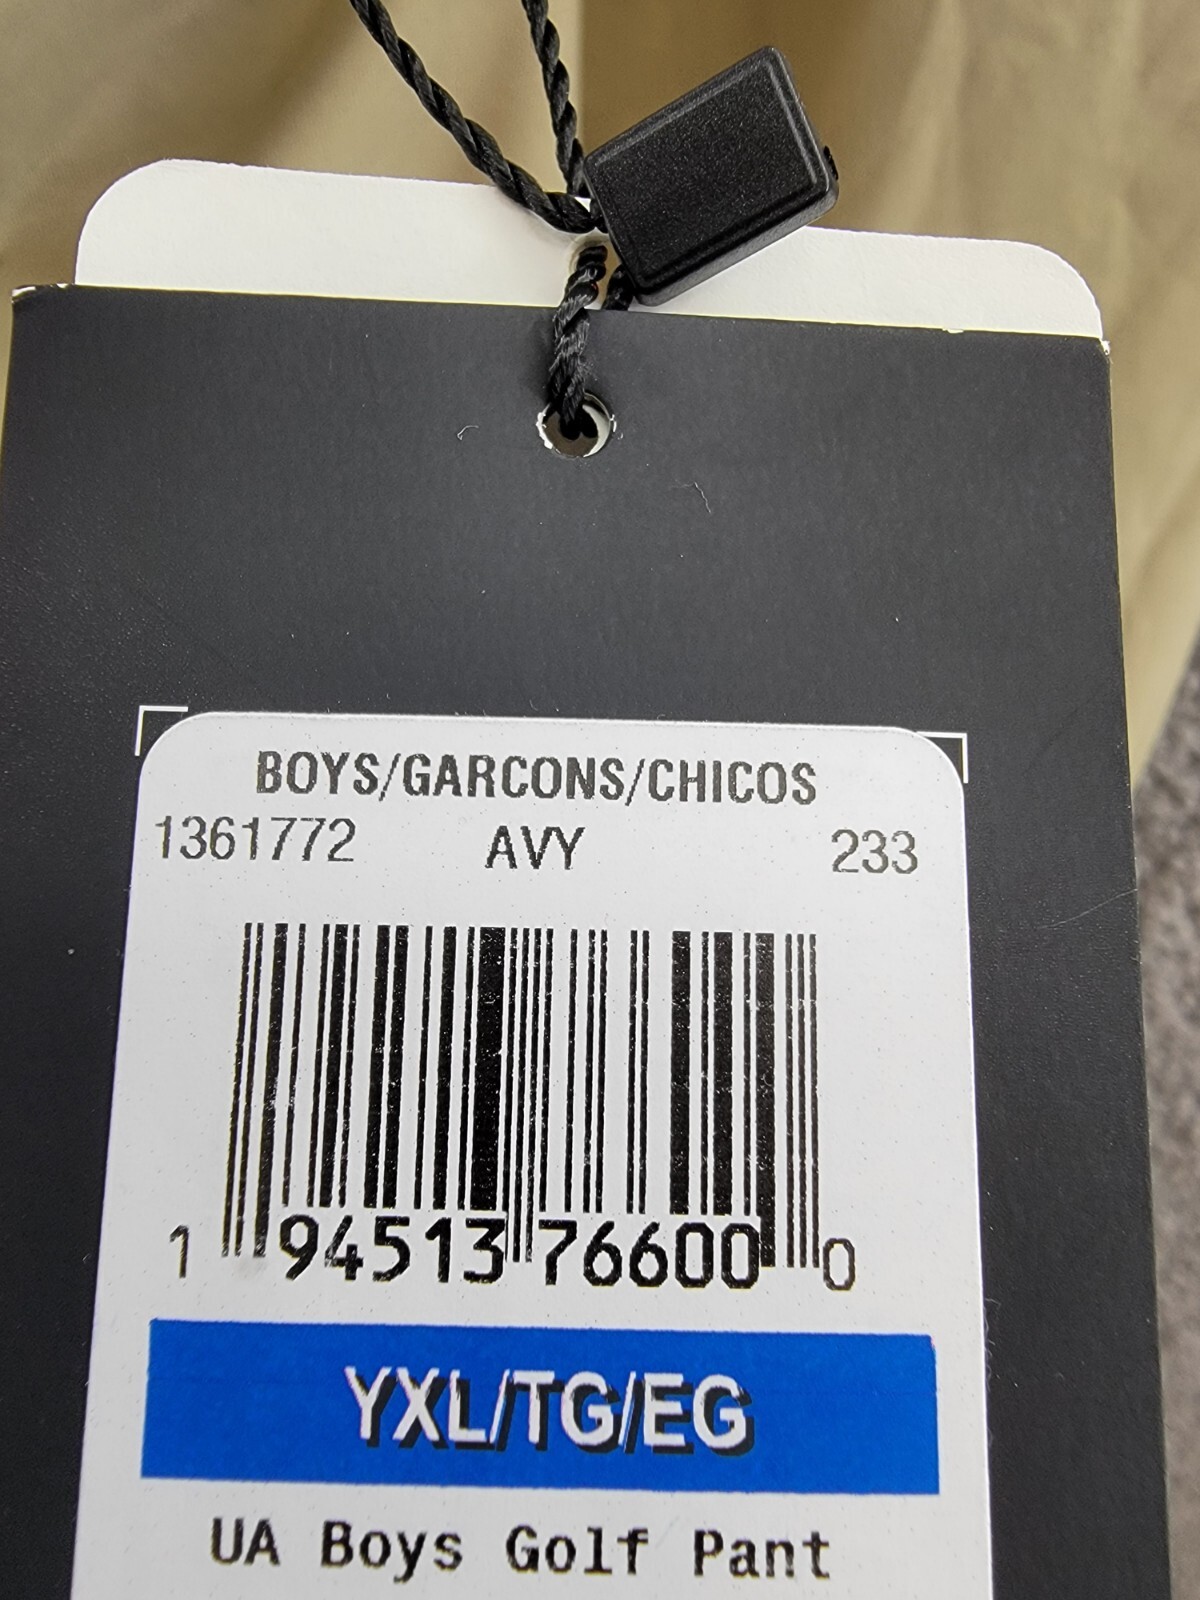 BOYS/GARCONS/CHICOS
1361772 AVY 233
1 94513 76600 0
YXL/TG/EG
UA Boys Golf Pant